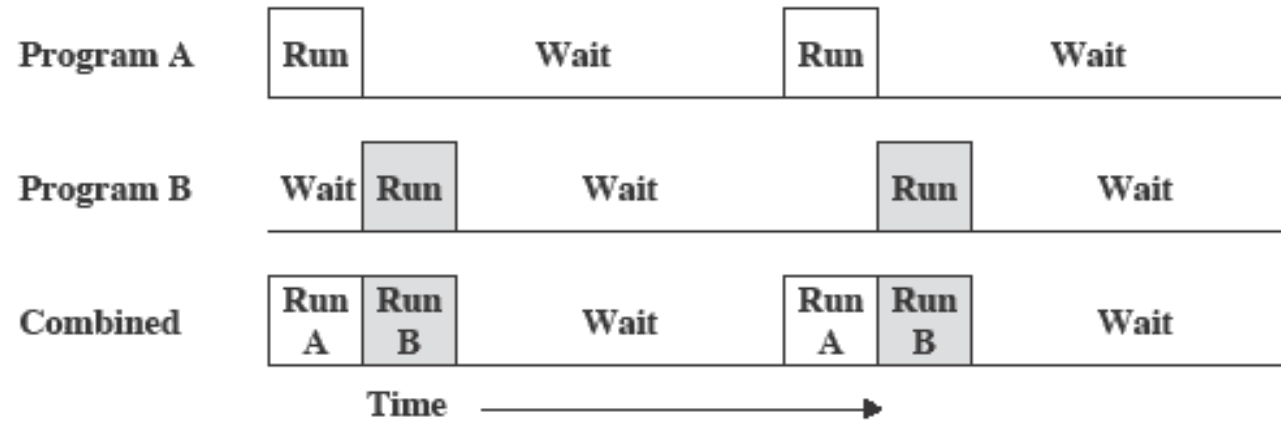 Program A Run Wait Run Wait
Program B Wait Run Wait Run Wait
Combined Run A Run B Wait Run A Run B Wait
Time